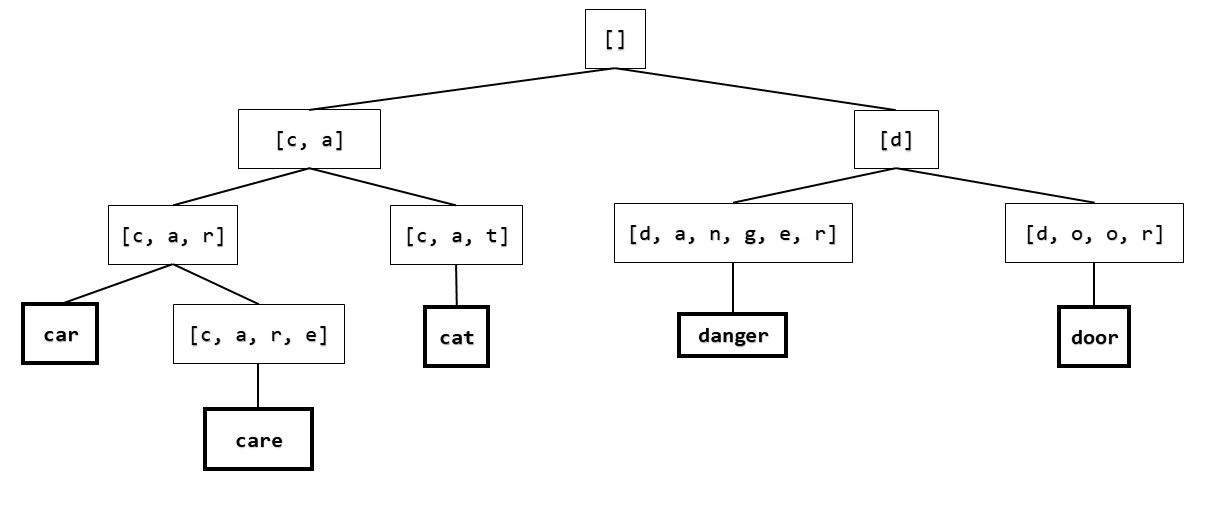 []
[c, a]
[d]
[c, a, r]
[c, a, t]
[d, a, n, g, e, r]
[d, o, o, r]
car
[c, a, r, e]
cat
danger
door
care